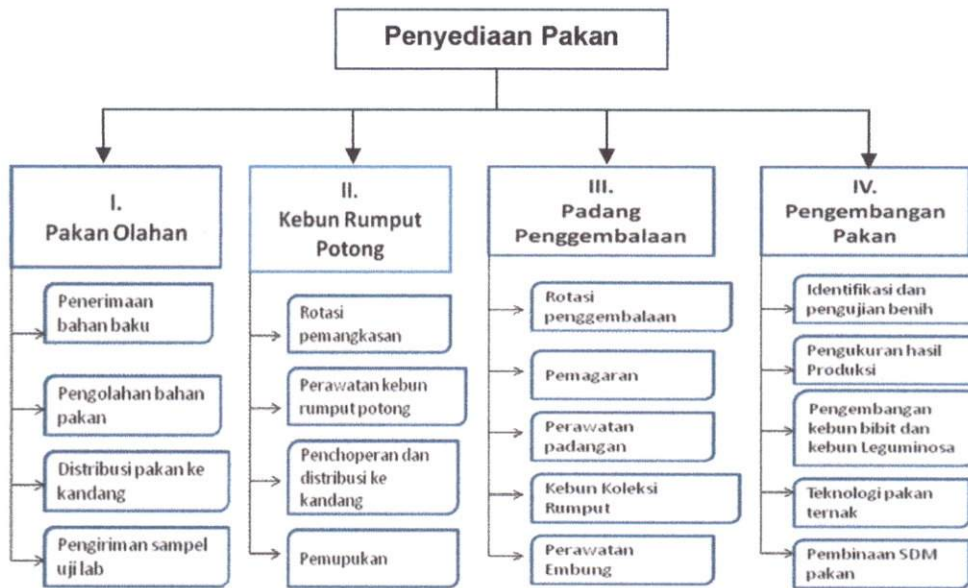 Penyediaan Pakan
I.
Pakan Olahan
Penerimaan
bahan baku
Pengolahan bahan
pakan
Distribusi pakan ke
kandang
Pengiriman sampel
uji lab
II.
Kebun Rumput
Potong
Rotasi
pemangkasan
Perawatan kebun
rumput potong
Penchoperan dan
distribusi ke
kandang
Pemupukan
III.
Padang
Penggembalaan
Rotasi
penggembalaan
Pemagaran
Perawatan
padangan
Kebun Koleksi
Rumput
Perawatan
Embung
IV.
Pengembangan
Pakan
Identifikasi dan
pengujian benih
Pengukuran hasil
Produksi
Pengembangan
kebun bibit dan
kebun Leguminosa
Teknologi pakan
ternak
Pembinaan SDM
pakan